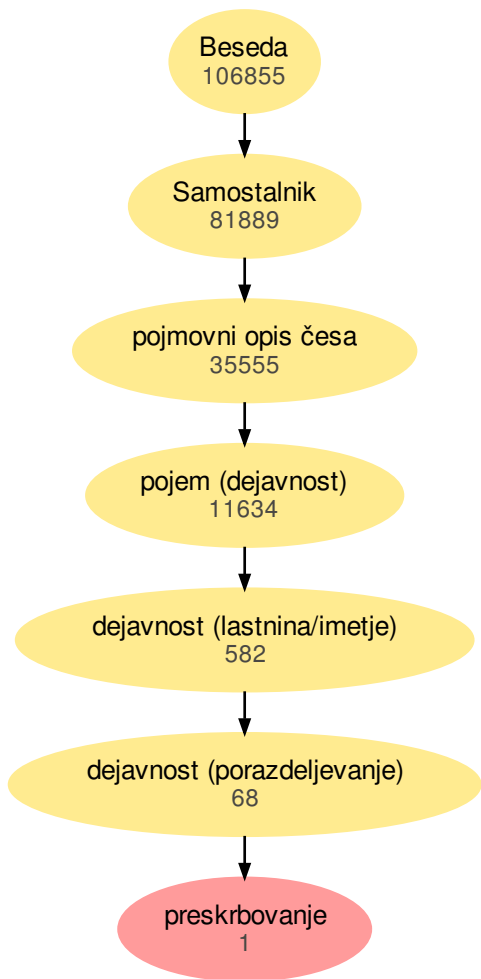 Beseda
106855
Samostalnik
81889
pojmovni opis česa
35555
pojem (dejavnost)
11634
dejavnost (lastnina/imetje)
582
dejavnost (porazdeljevanje)
68
preskrbovanje
1